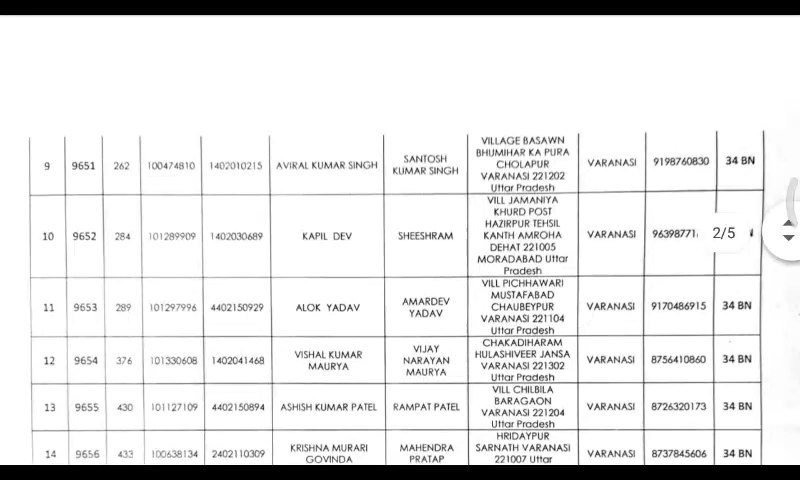 9 9651 262 100474810 1402010215 AVIRAL KUMAR SINGH SANTOSH KUMAR SINGH VILLAGE BASAWN BHUMIHAR KA PURA CHOLAPUR VARANASI 221202 Uttar Pradesh VARANASI 9198760830 34 BN
10 9652 284 101289909 1402030689 KAPIL DEV SHEESHRAM VILL JAMANIYA KHURD POST HAZIRPUR TEHSIL KANTH AMROHA DEHAT 221005 MORADABAD Uttar Pradesh VARANASI 96398771
2/5
11 9653 289 101297996 4402150929 ALOK YADAV AMARDEV YADAV VILL PICHHAWARI MUSTAFABAD CHAUBEYPUR VARANASI 221104 Uttar Pradesh VARANASI 9170486915 34 BN
12 9654 376 101330608 1402041468 VISHAL KUMAR MAURYA VIJAY NARAYAN MAURYA CHAKADIHARAM HULASHIVEER JANSA VARANASI 221302 Uttar Pradesh VARANASI 8756410860 34 BN
13 9655 430 101127109 4402150894 ASHISH KUMAR PATEL RAMPAT PATEL VILL CHILBILA BARAGAON VARANASI 221204 Uttar Pradesh VARANASI 8726320173 34 BN
14 9656 433 100638134 2402110309 KRISHNA MURARI GOVINDA MAHENDRA PRATAP HRIDAYPUR SARNATH VARANASI 221007 Uttar VARANASI 8737845606 34 BN